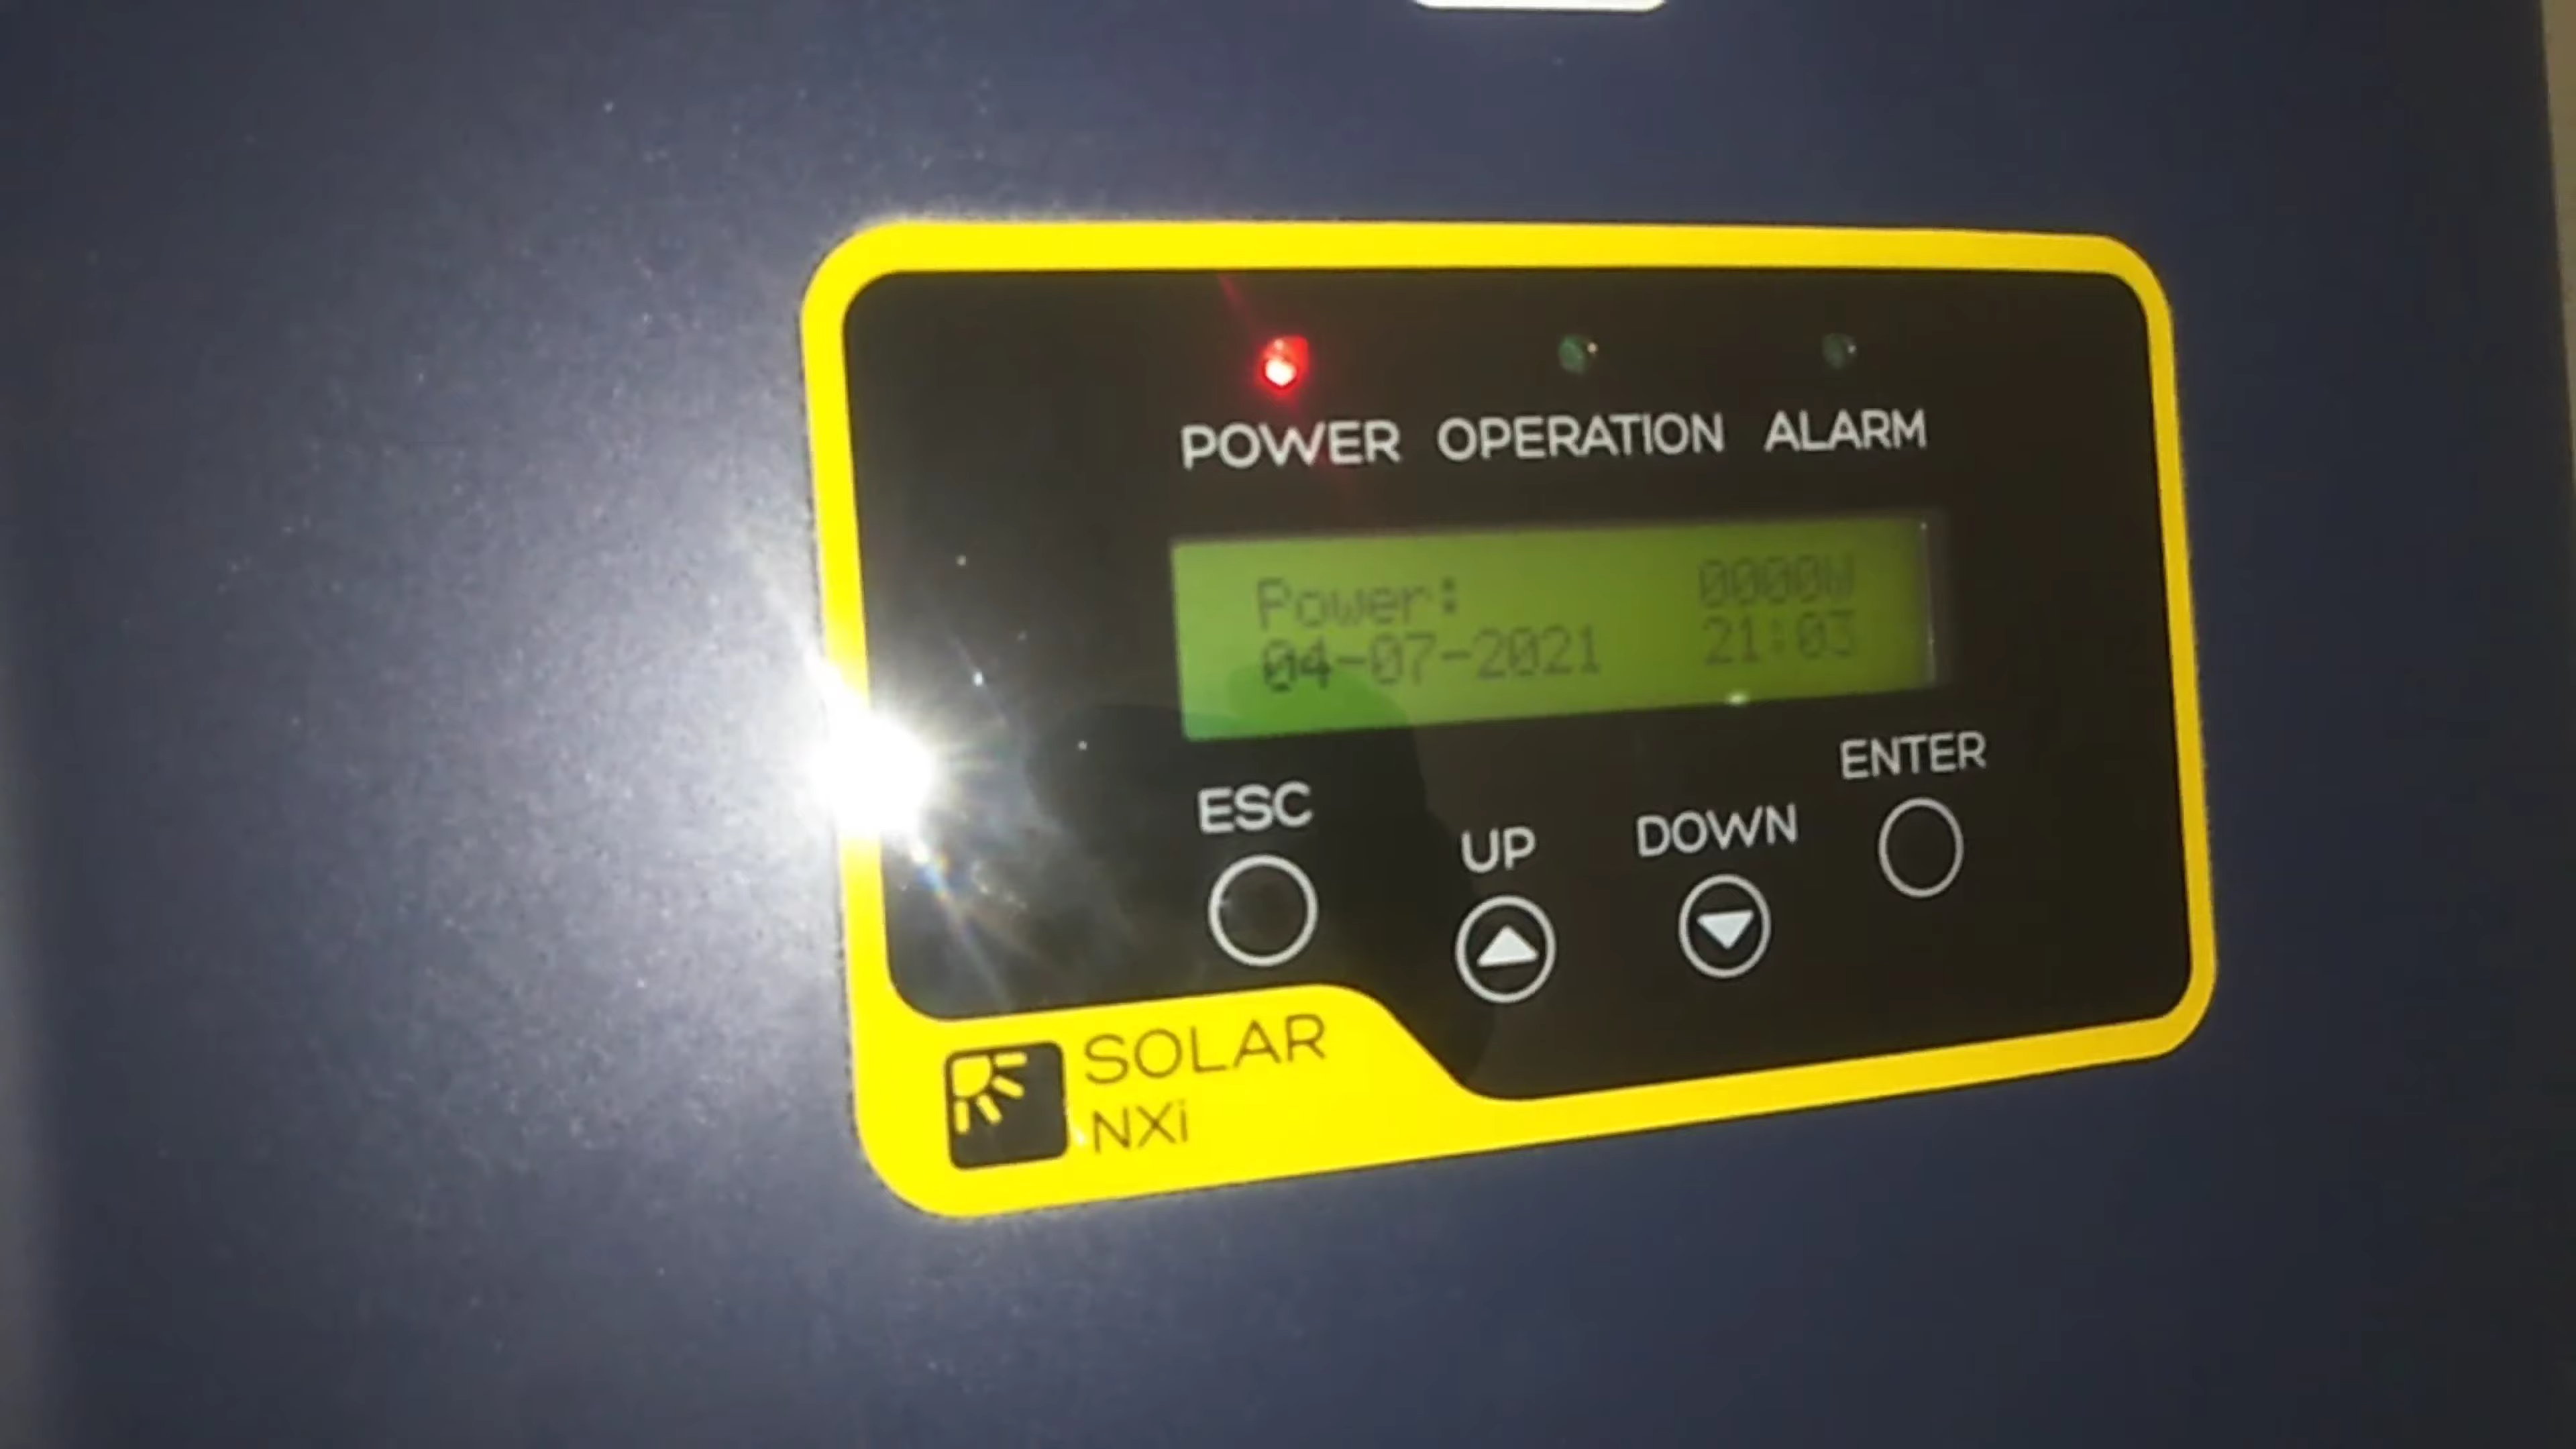 POWER OPERATION ALARM
Power: 0000W
04-07-2021 21:03
ESC UP DOWN ENTER
SOLAR
NXi